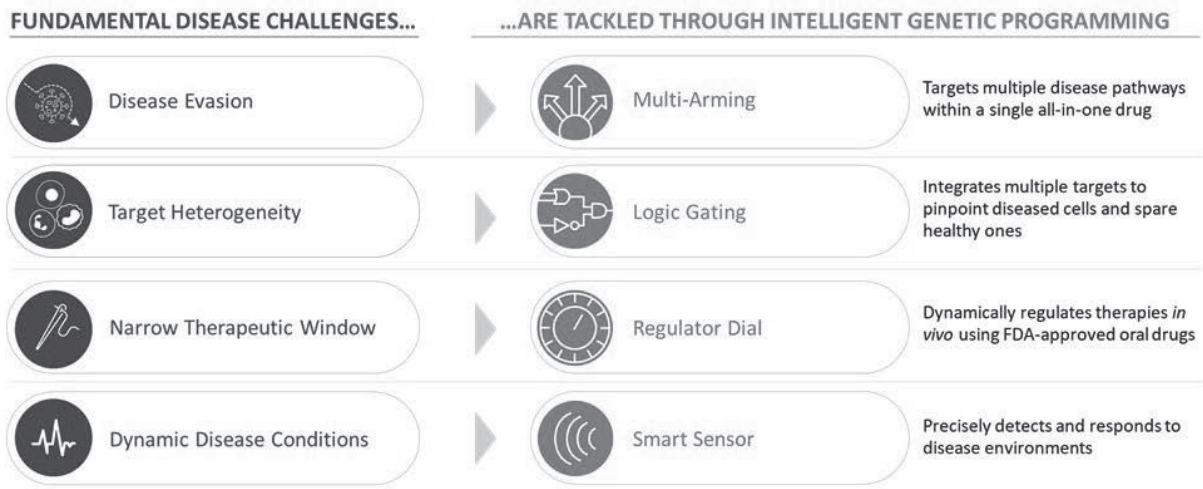 FUNDAMENTAL DISEASE CHALLENGES...
...ARE TACKLED THROUGH INTELLIGENT GENETIC PROGRAMMING
Disease Evasion
Multi-Arming
Targets multiple disease pathways
within a single all-in-one drug
Target Heterogeneity
Logic Gating
Integrates multiple targets to
pinpoint diseased cells and spare
healthy ones
Narrow Therapeutic Window
Regulator Dial
Dynamically regulates therapies in
vivo using FDA-approved oral drugs
Dynamic Disease Conditions
Smart Sensor
Precisely detects and responds to
disease environments